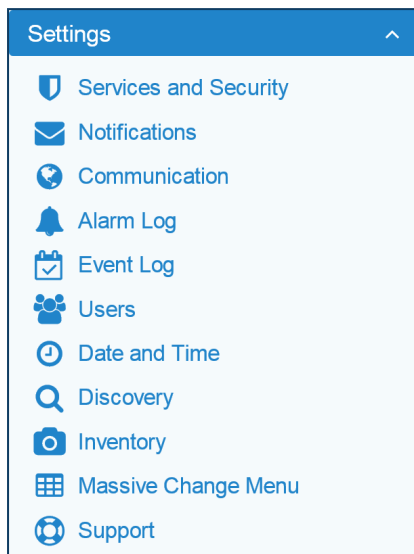 Settings
Services and Security
Notifications
Communication
Alarm Log
Event Log
Users
Date and Time
Discovery
Inventory
Massive Change Menu
Support